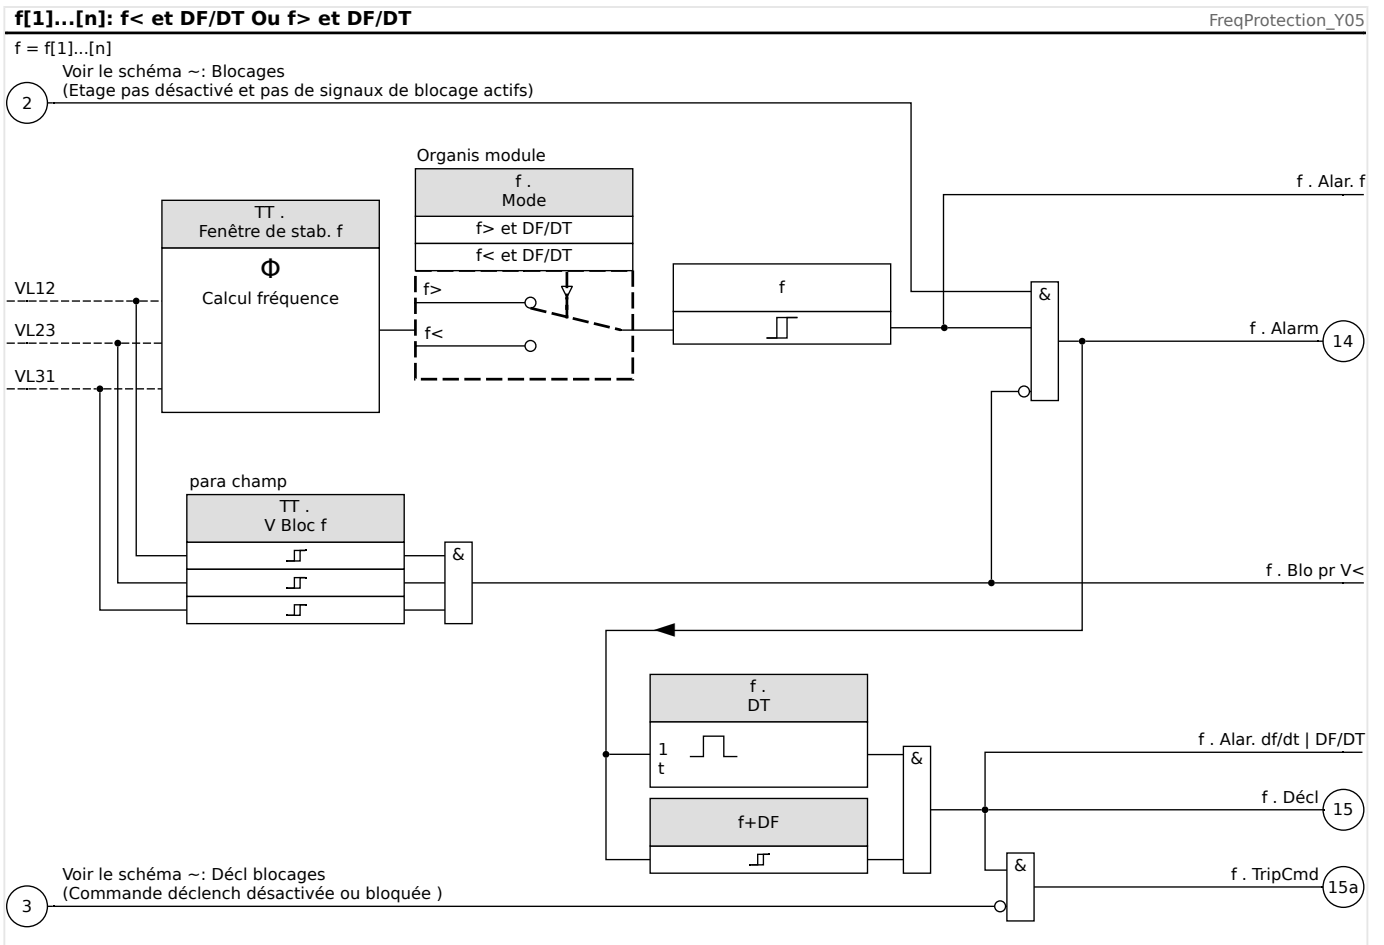 f[1]...[n]: f< et DF/DT Ou f> et DF/DT
FreqProtection_Y05
f = f[1]...[n]
Voir le schéma ~: Blocages
(Etage pas désactivé et pas de signaux de blocage actifs)
2
Organis module
f .
Mode
f> et DF/DT
f< et DF/DT
f>
f<
TT .
Fenêtre de stab. f
Φ
Calcul fréquence
VL12
VL23
VL31
f
&
f . Alar. f
f . Alarm
14
para champ
TT .
V Bloc f
&
f . Blo pr V<
f .
DT
1
t
f+DF
&
f . Alar. df/dt | DF/DT
f . Décl
15
&
f . TripCmd
15a
Voir le schéma ~: Décl blocages
(Commande déclench désactivée ou bloquée )
3